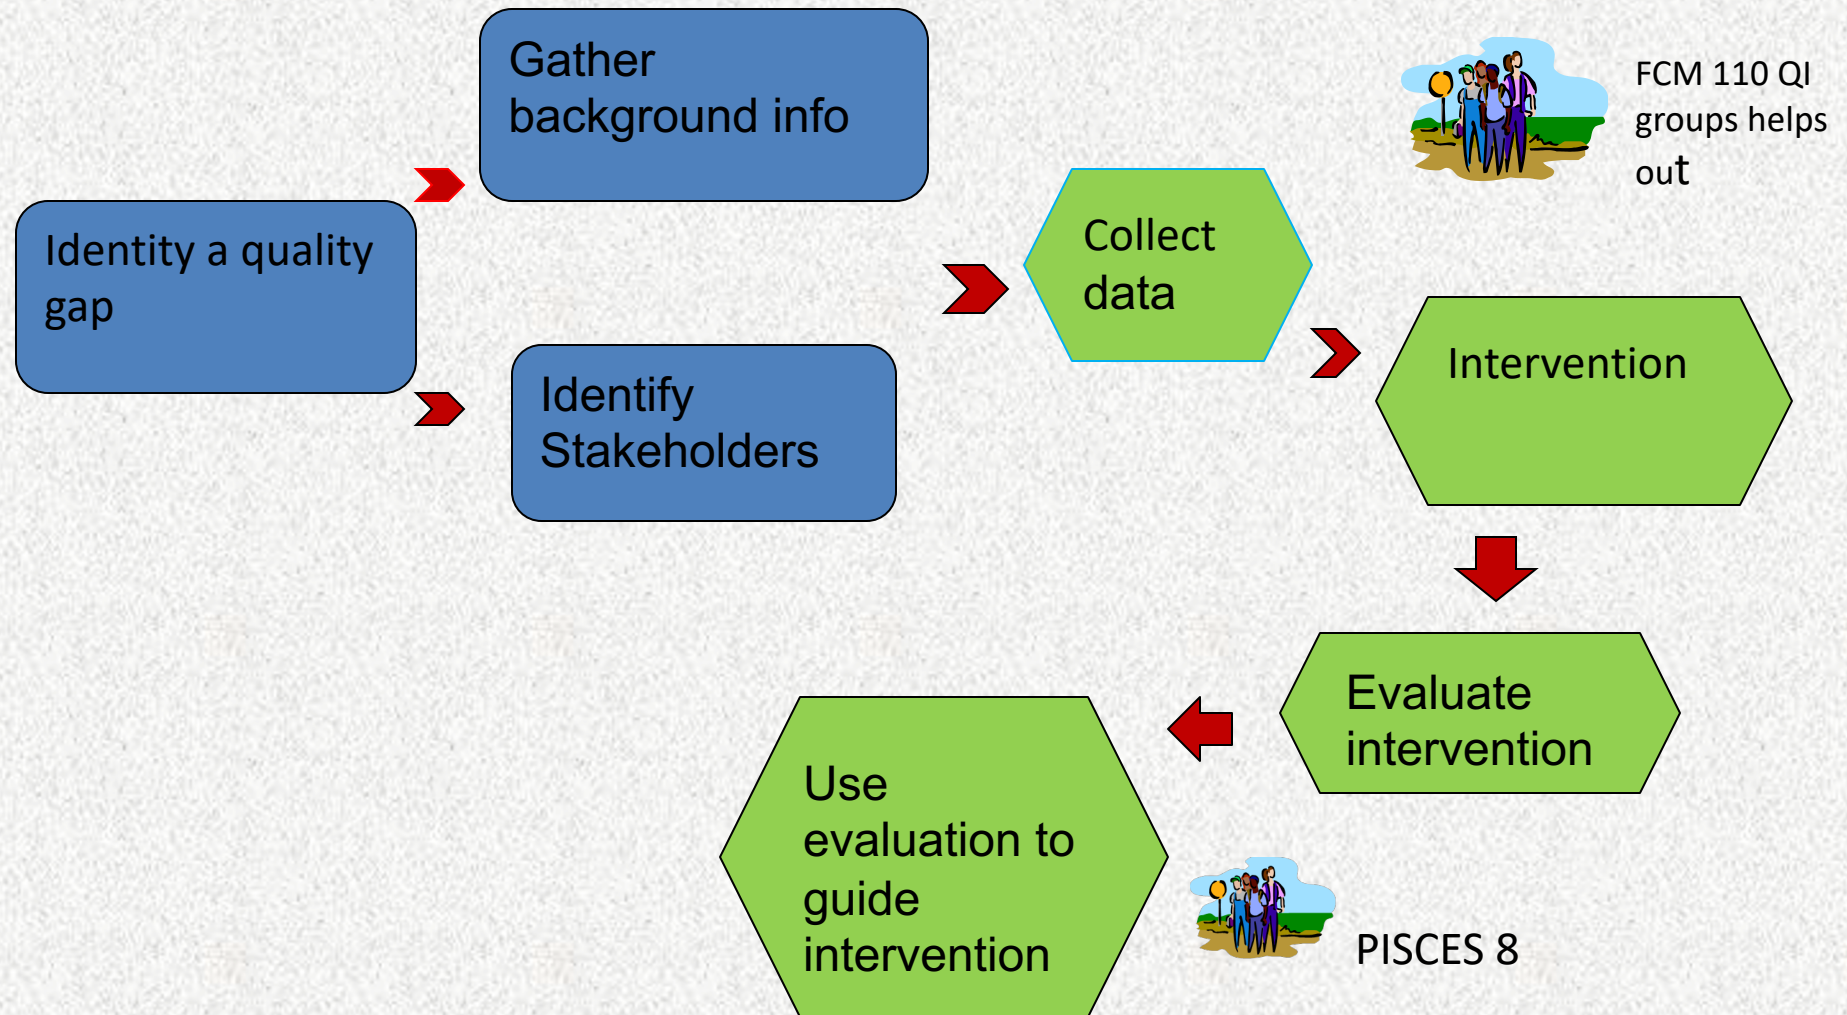 Gather
background info
FCM 110 QI
groups helps
out
Identity a quality
gap
Collect
data
Identify
Stakeholders
Intervention
Evaluate
intervention
Use
evaluation to
guide
intervention
PISCES 8